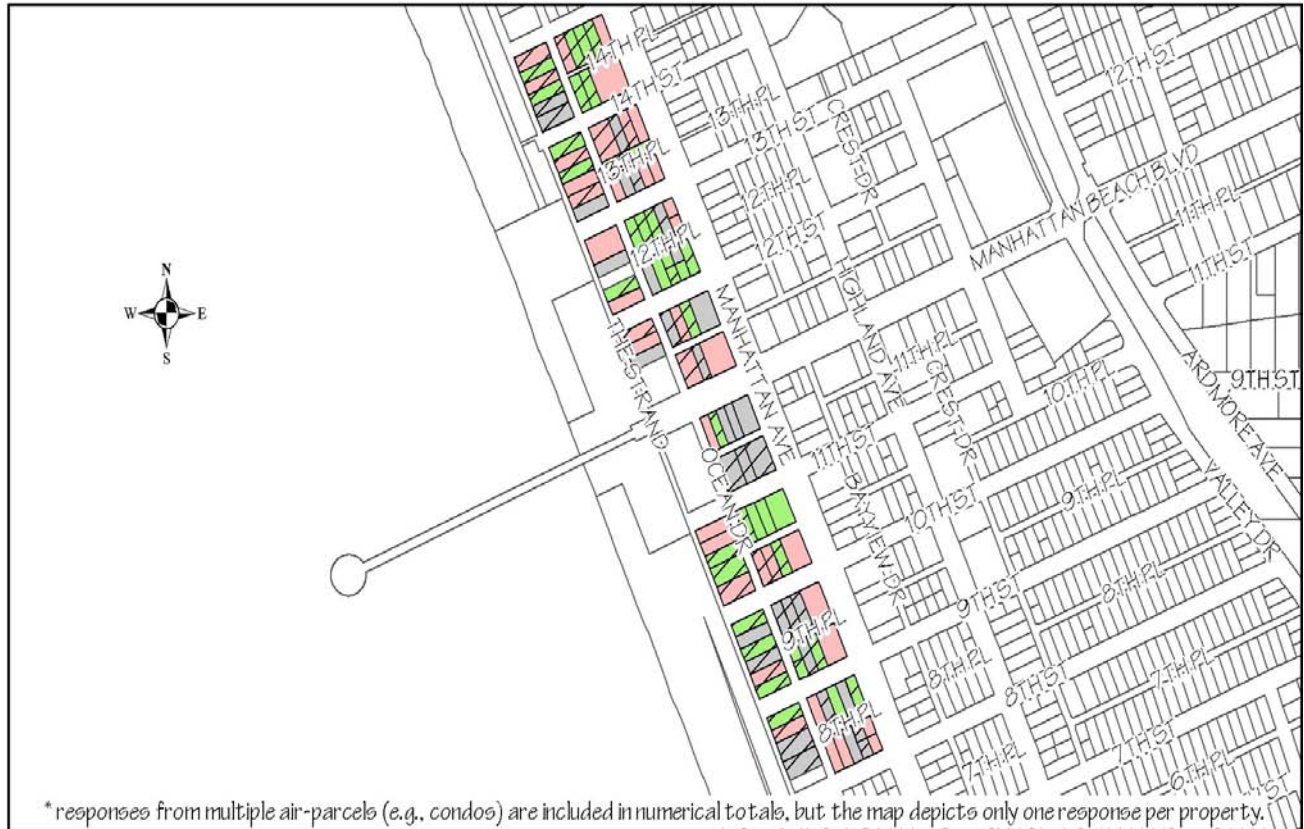 14TH PL
14TH ST
13TH PL
13TH ST
12TH ST
CREST DR
13TH PL
12TH PL
12TH ST
MANHATTAN BEACH BLVD
11TH PL
11TH ST
12TH PL
N
W E
S
THE STRAND
MANHATTAN AVE
HIGHLAND AVE
11TH PL
CREST DR
10TH PL
ARDMORE AVE
9TH ST
OCEAN DR
11TH ST
BAYVIEW DR
10TH ST
9TH PL
VALLEY DR
9TH ST
8TH PL
9TH PL
8TH PL
8TH ST
7TH PL
8TH PL
7TH PL
7TH ST
6TH PL
* responses from multiple air-parcels (e.g., condos) are included in numerical totals, but the map depicts only one response per property.